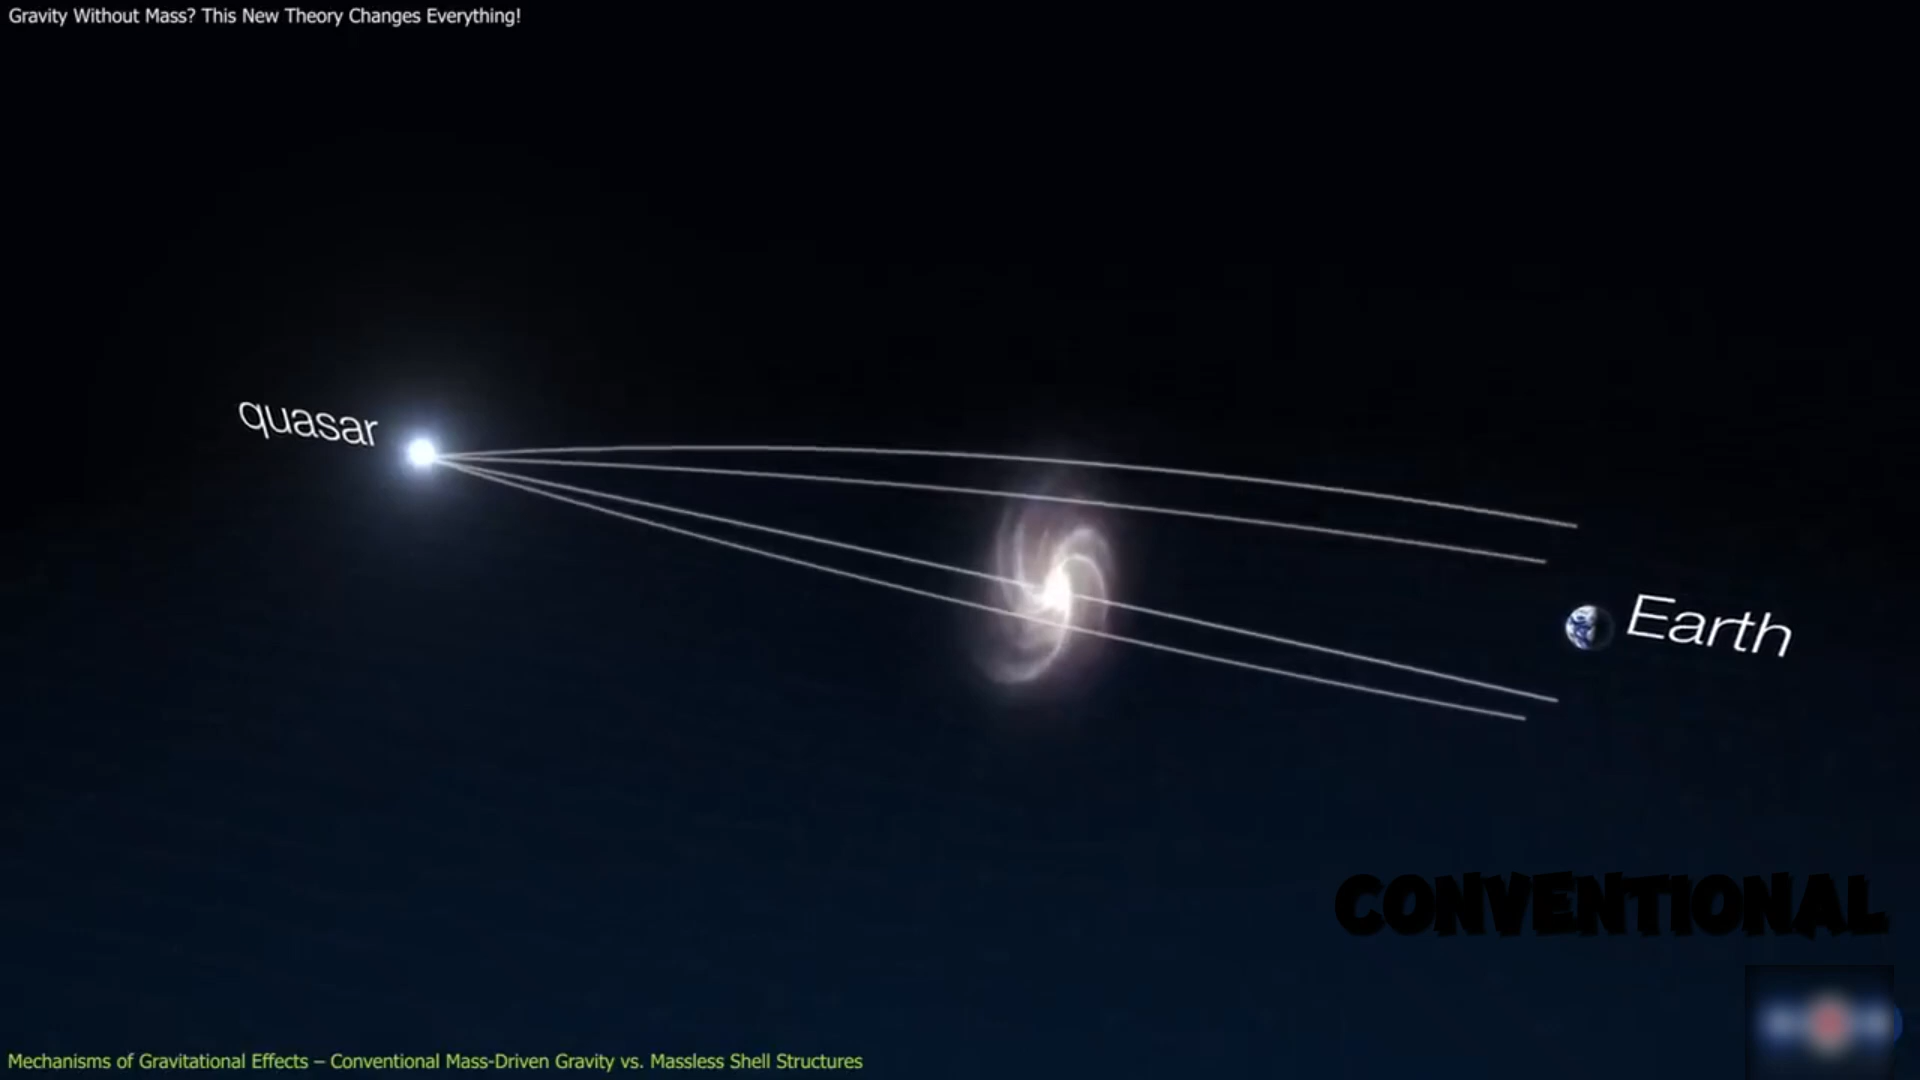 Gravity Without Mass? This New Theory Changes Everything!
quasar
Earth
CONVENTIONAL
Mechanisms of Gravitational Effects – Conventional Mass-Driven Gravity vs. Massless Shell Structures